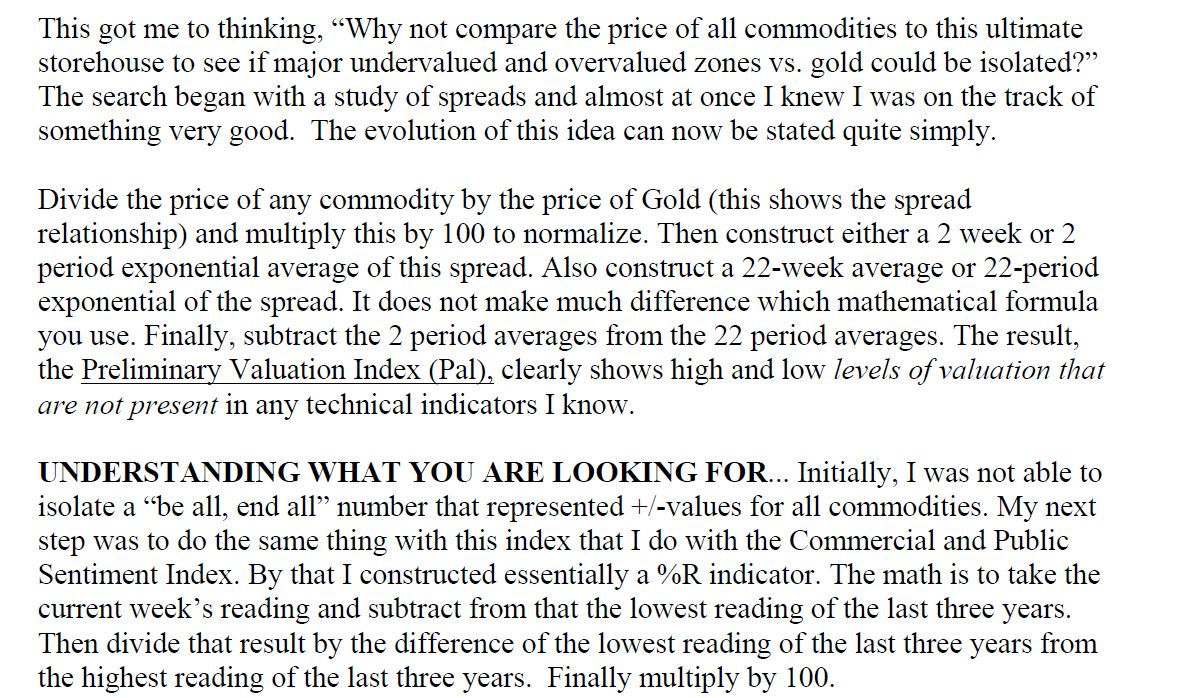 This got me to thinking, “Why not compare the price of all commodities to this ultimate
storehouse to see if major undervalued and overvalued zones vs. gold could be isolated?”
The search began with a study of spreads and almost at once I knew I was on the track of
something very good.  The evolution of this idea can now be stated quite simply.
Divide the price of any commodity by the price of Gold (this shows the spread
relationship) and multiply this by 100 to normalize. Then construct either a 2 week or 2
period exponential average of this spread. Also construct a 22-week average or 22-period
exponential of the spread. It does not make much difference which mathematical formula
you use. Finally, subtract the 2 period averages from the 22 period averages. The result,
the Preliminary Valuation Index (Pal), clearly shows high and low levels of valuation that
are not present in any technical indicators I know.
UNDERSTANDING WHAT YOU ARE LOOKING FOR... Initially, I was not able to
isolate a “be all, end all” number that represented +/-values for all commodities. My next
step was to do the same thing with this index that I do with the Commercial and Public
Sentiment Index. By that I constructed essentially a %R indicator. The math is to take the
current week’s reading and subtract from that the lowest reading of the last three years.
Then divide that result by the difference of the lowest reading of the last three years from
the highest reading of the last three years.  Finally multiply by 100.